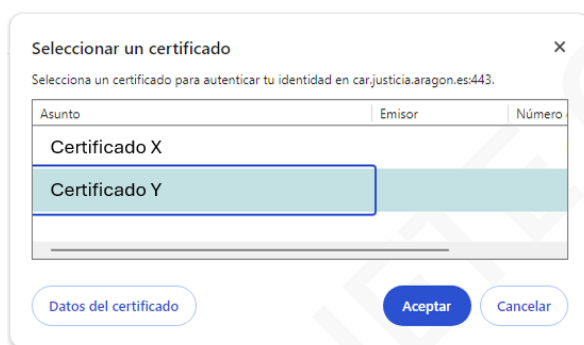 Seleccionar un certificado
Selecciona un certificado para autenticar tu identidad en car.justicia.aragon.es:443.
Asunto Emisor Número
Certificado X
Certificado Y
Datos del certificado Aceptar Cancelar